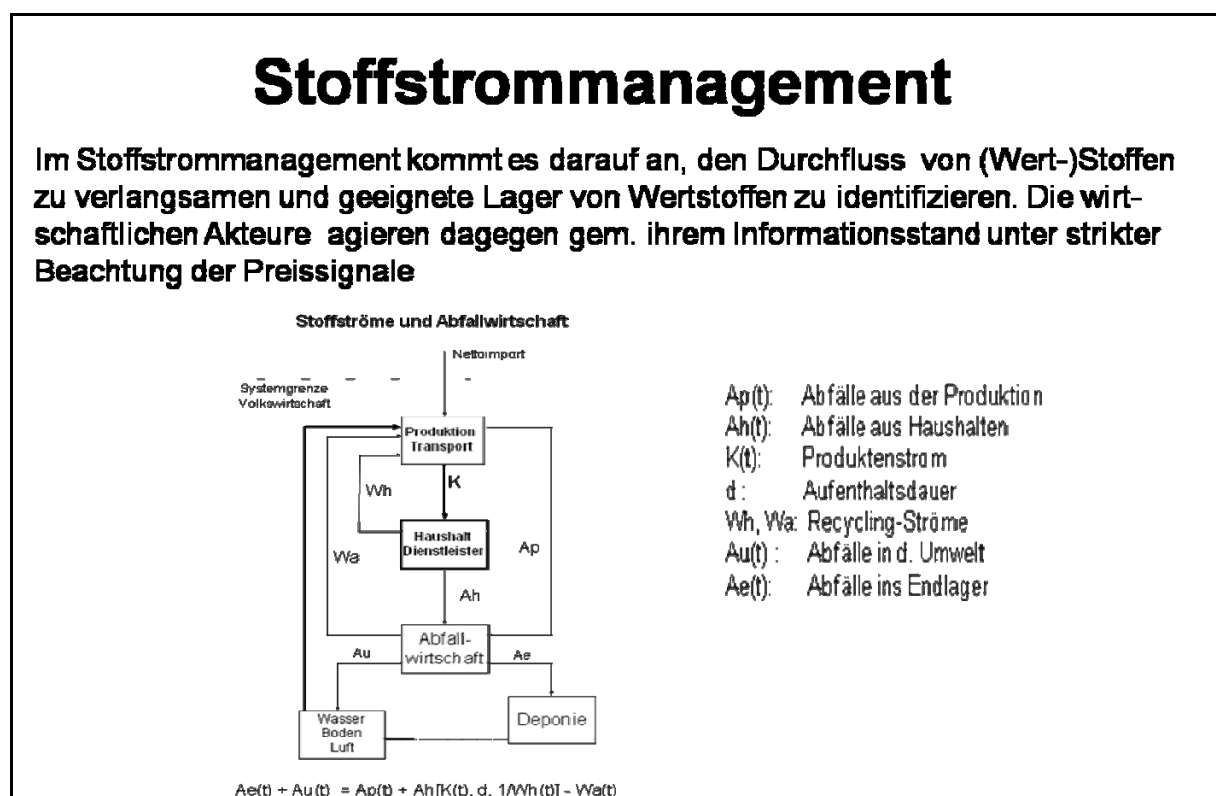 Stoffstrommanagement
Im Stoffstrommanagement kommt es darauf an, den Durchfluss von (Wert-)Stoffen
zu verlangsamen und geeignete Lager von Wertstoffen zu identifizieren. Die wirt-
schaftlichen Akteure agieren dagegen gem. ihrem Informationsstand unter strikter
Beachtung der Preissignale
Stoffströme und Abfallwirtschaft
Nettoimport
Systemgrenze
Volkswirtschaft
Produktion
Transport
Wh
K
Haushalt
Dienstleister
Wa
Ap
Ah
Abfall-
wirtschaft
Au
Ae
Wasser
Boden
Luft
Deponie
Ap(t): Abfälle aus der Produktion
Ah(t): Abfälle aus Haushalten
K(t): Produktenstrom
d : Aufenthaltsdauer
Wh, Wa: Recycling-Ströme
Au(t) : Abfälle in d. Umwelt
Ae(t): Abfälle ins Endlager
Ae(t) + Au(t) = Ap(t) + Ah[K(t), d, 1/Wh(t)] - Wa(t)